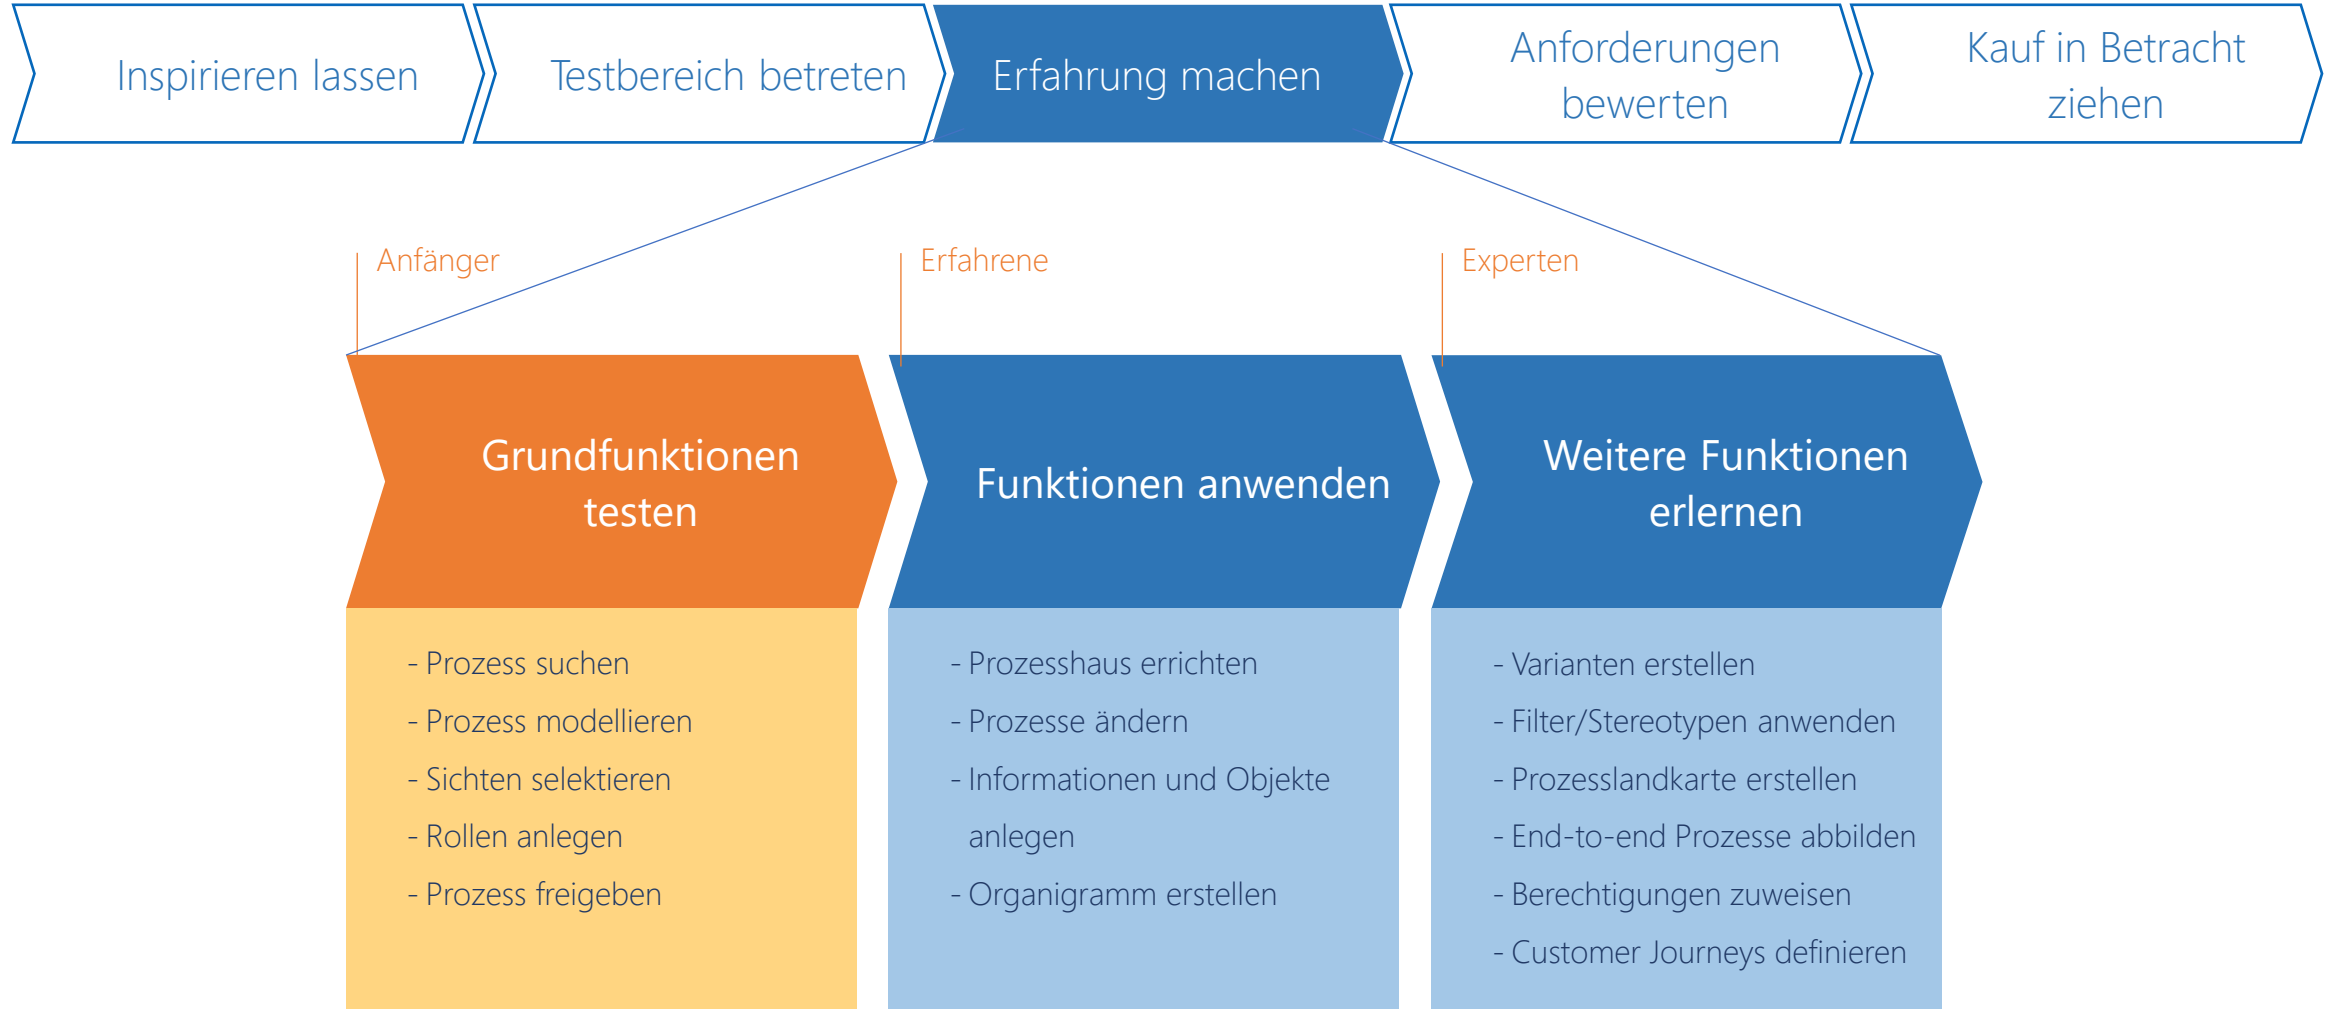 Inspirieren lassen
Testbereich betreten
Erfahrung machen
Anforderungen
bewerten
Kauf in Betracht
ziehen
Anfänger
Erfahrene
Experten
Grundfunktionen
testen
Funktionen anwenden
Weitere Funktionen
erlernen
- Prozess suchen
- Prozess modellieren
- Sichten selektieren
- Rollen anlegen
- Prozess freigeben
- Prozesshaus errichten
- Prozesse ändern
- Informationen und Objekte
anlegen
- Organigramm erstellen
- Varianten erstellen
- Filter/Stereotypen anwenden
- Prozesslandkarte erstellen
- End-to-end Prozesse abbilden
- Berechtigungen zuweisen
- Customer Journeys definieren